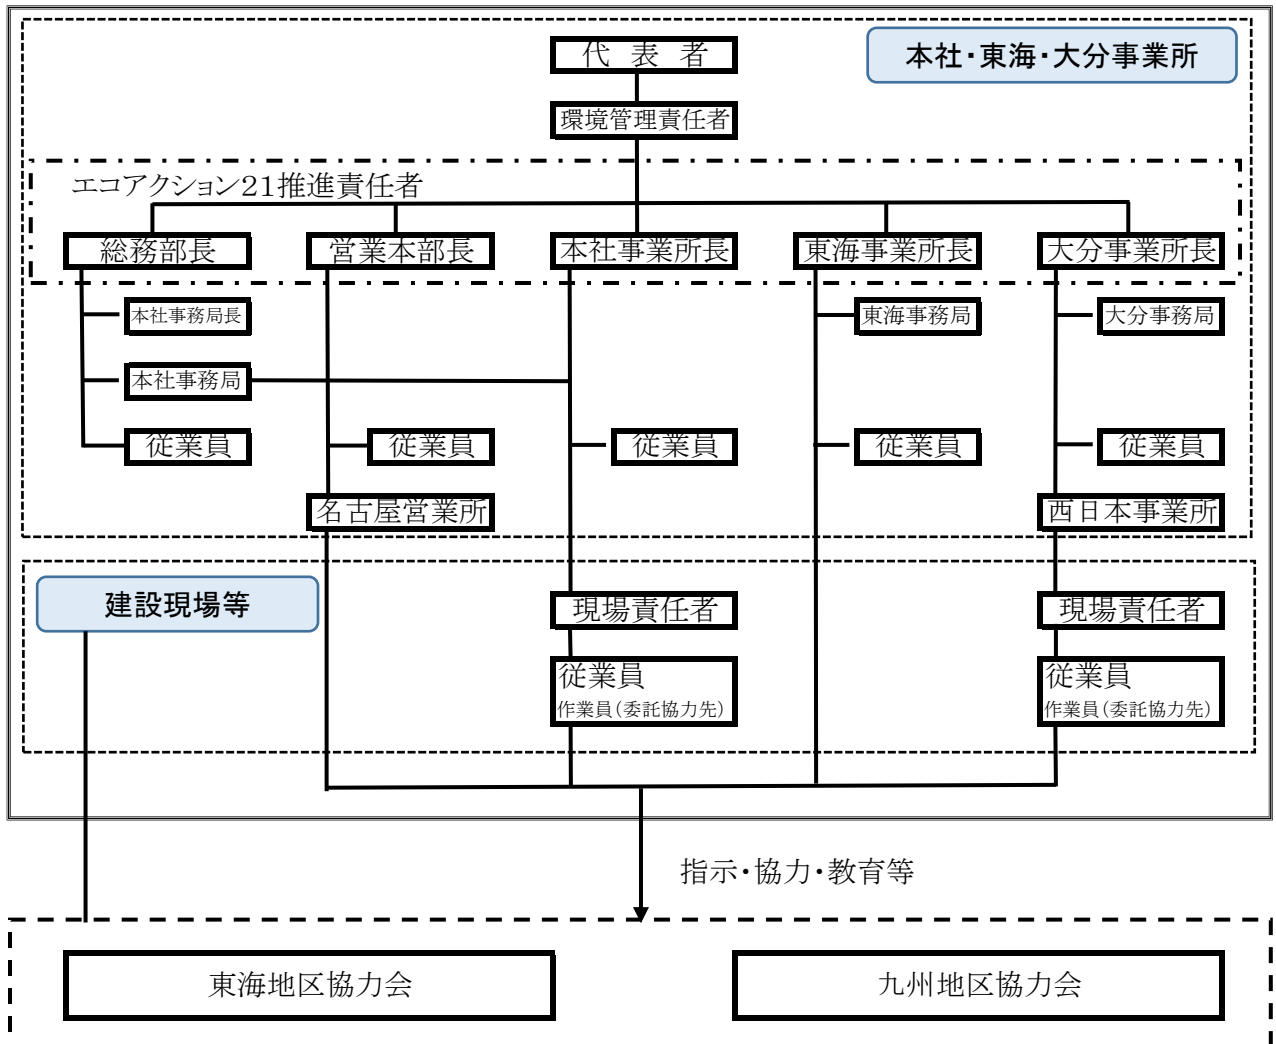 代 表 者
本社・東海・大分事業所
環境管理責任者
エコアクション21推進責任者
総務部長
営業本部長
本社事業所長
東海事業所長
大分事業所長
本社事務局長
東海事務局
大分事務局
本社事務局
従業員
従業員
従業員
従業員
従業員
名古屋営業所
西日本事業所
建設現場等
現場責任者
現場責任者
従業員
作業員(委託協力先)
従業員
作業員(委託協力先)
指示・協力・教育等
東海地区協力会
九州地区協力会